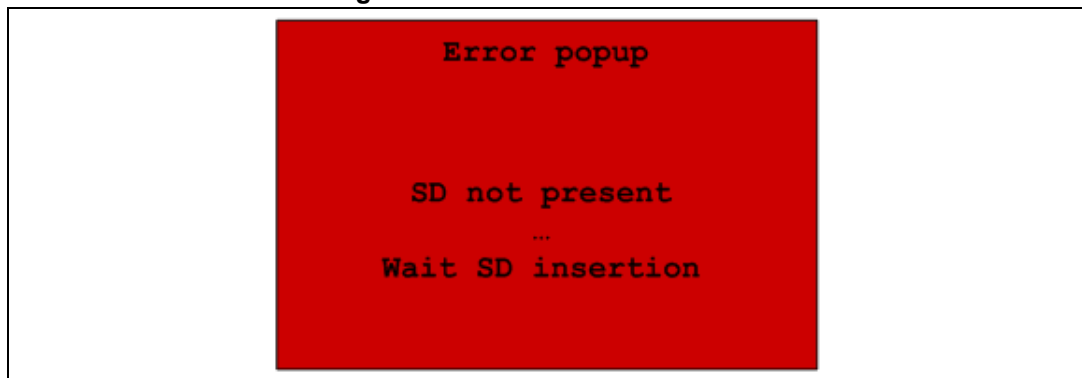 Error popup
SD not present
...
Wait SD insertion